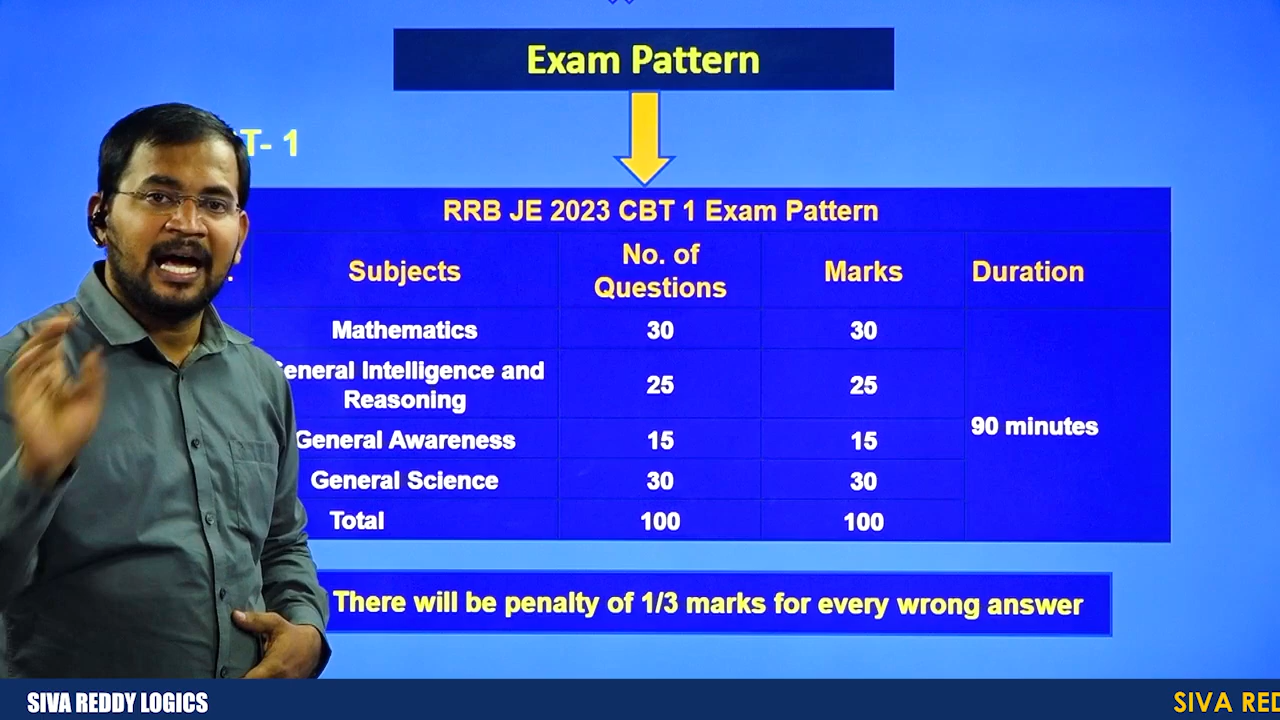 Exam Pattern
T- 1
RRB JE 2023 CBT 1 Exam Pattern
Subjects
No. of
Questions
Marks
Duration
Mathematics
30
30
eneral Intelligence and
Reasoning
25
25
General Awareness
15
15
General Science
30
30
Total
100
100
90 minutes
There will be penalty of 1/3 marks for every wrong answer
SIVA REDDY LOGICS
SIVA RED